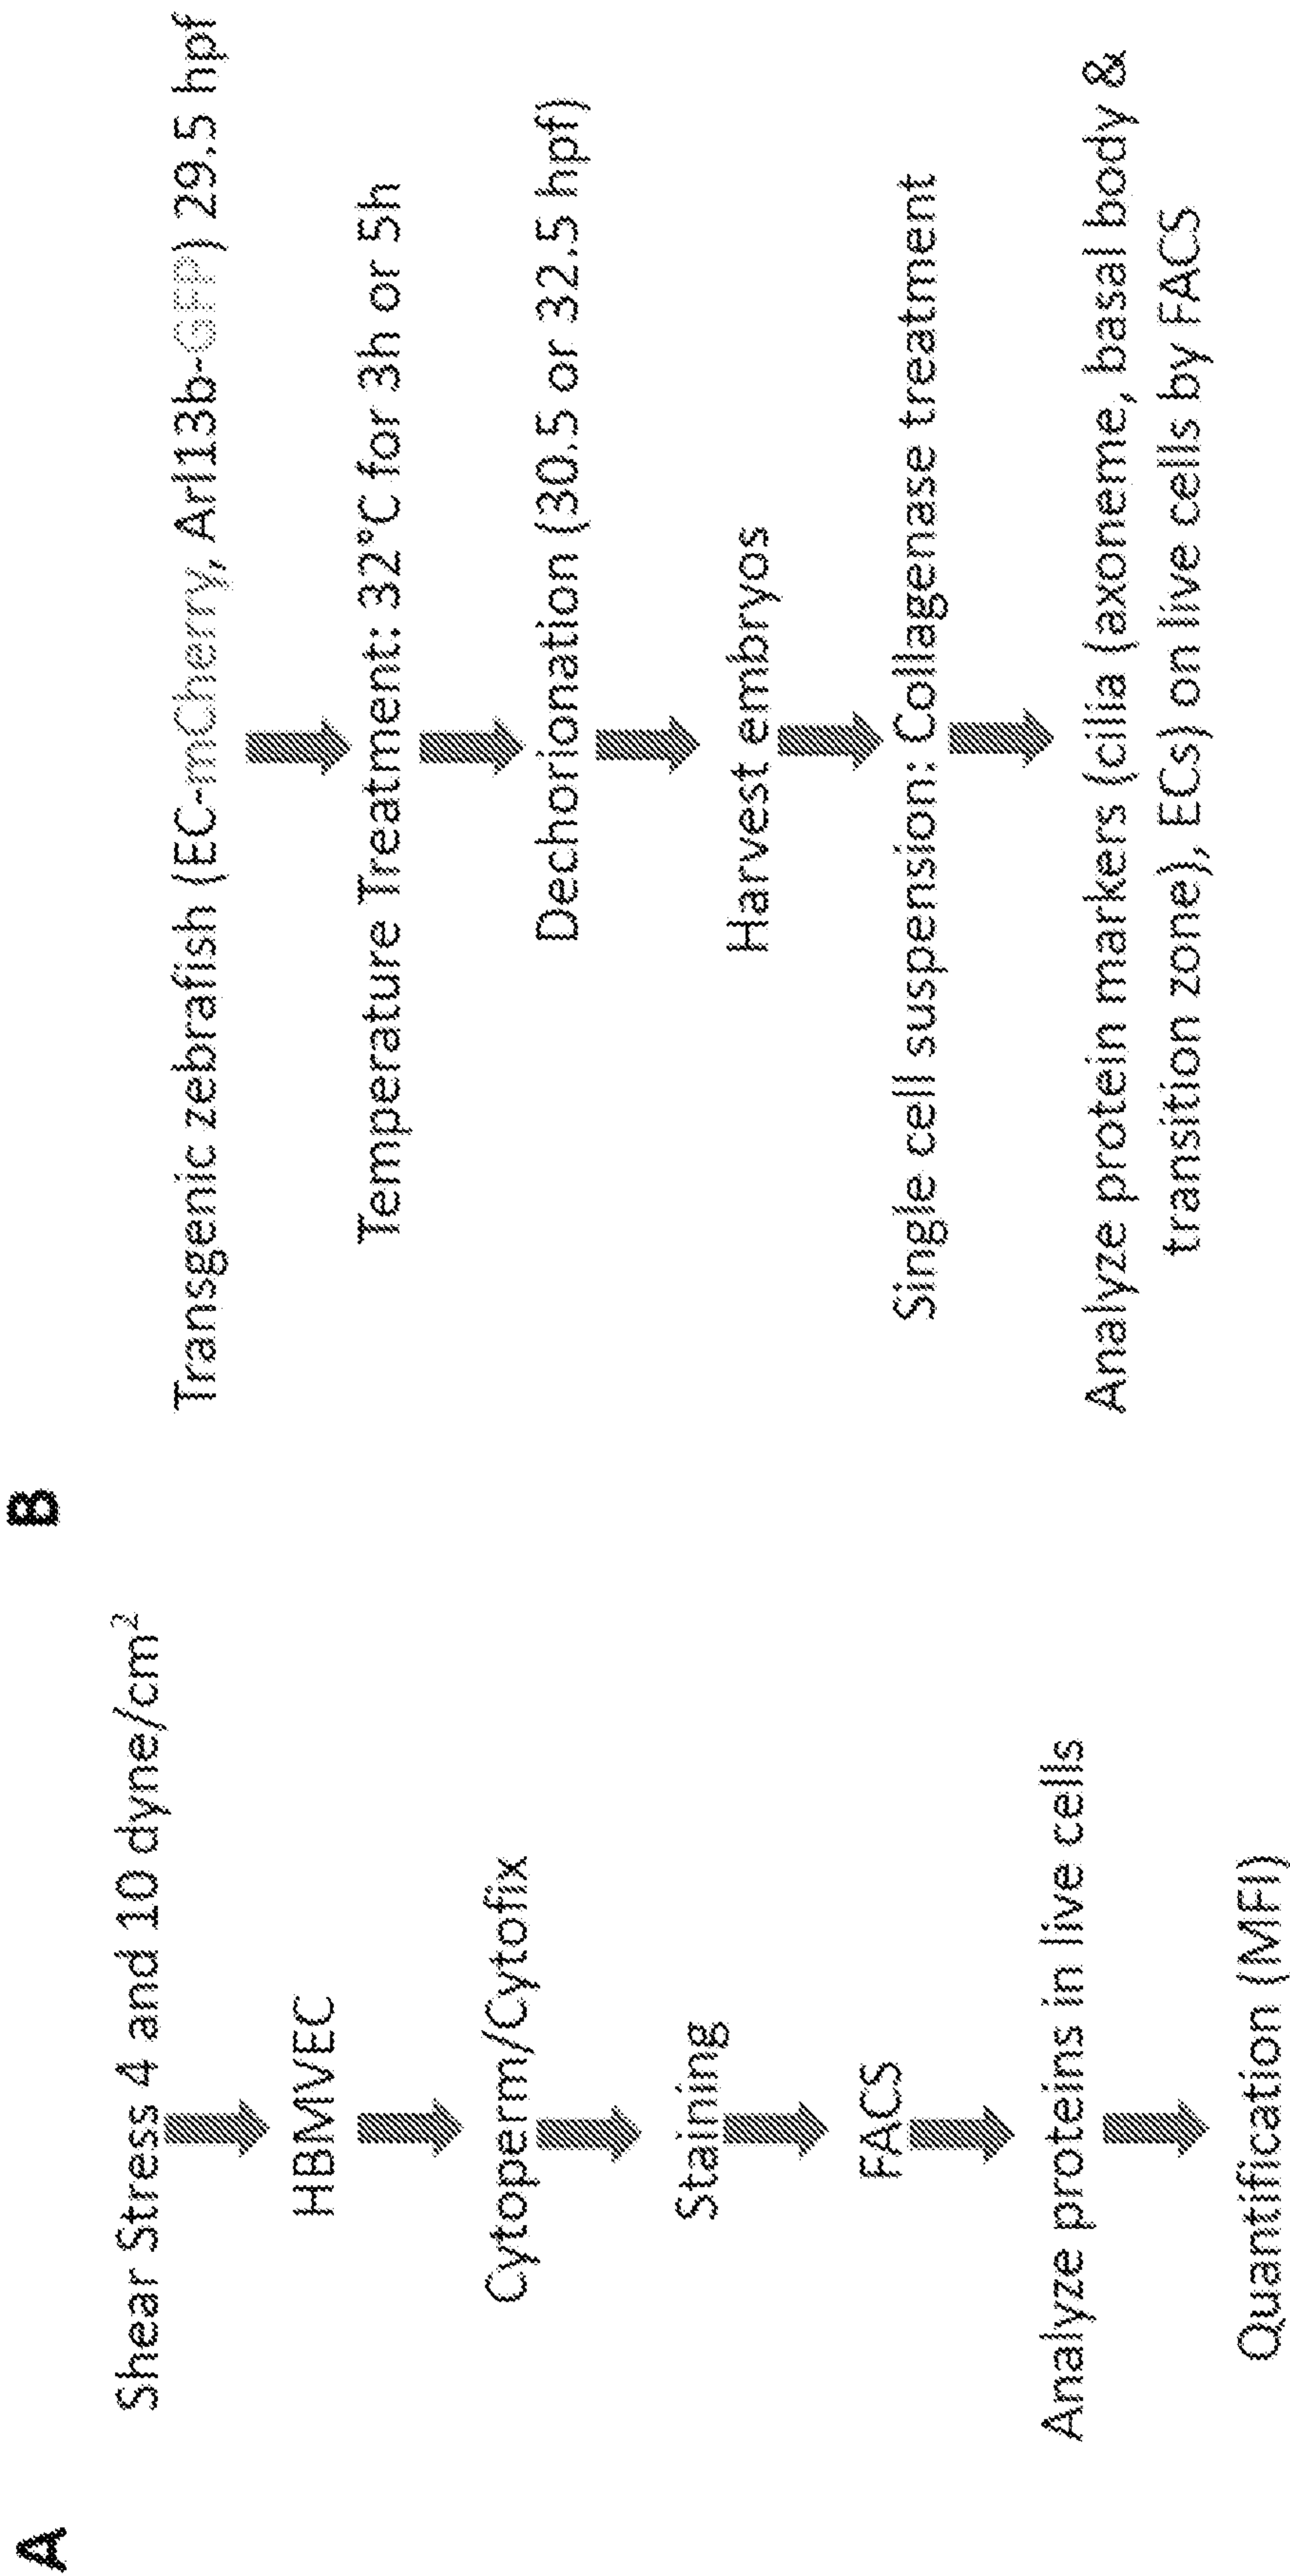 A
Shear Stress 4 and 10 dyne/cm²
HBMVEC
Cytoperm/Cytofix
Staining
FACS
Analyze proteins in live cells
Quantification (MFI)
B
Transgenic zebrafish (EC-mCherry, Arl13b-GFP) 29.5 hpf
Temperature Treatment: 32°C for 3h or 5h
Dechorionation (30.5 or 32.5 hpf)
Harvest embryos
Single cell suspension: Collagenase treatment
Analyze protein markers (cilia (axoneme, basal body &
transition zone), ECs) on live cells by FACS